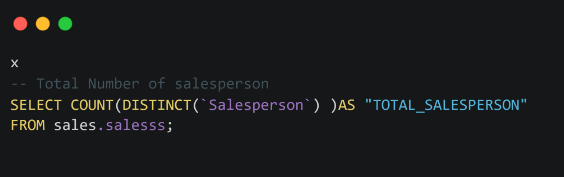 x
-- Total Number of salesperson
SELECT COUNT(DISTINCT(`Salesperson`) )AS "TOTAL_SALESPERSON"
FROM sales.salesss;